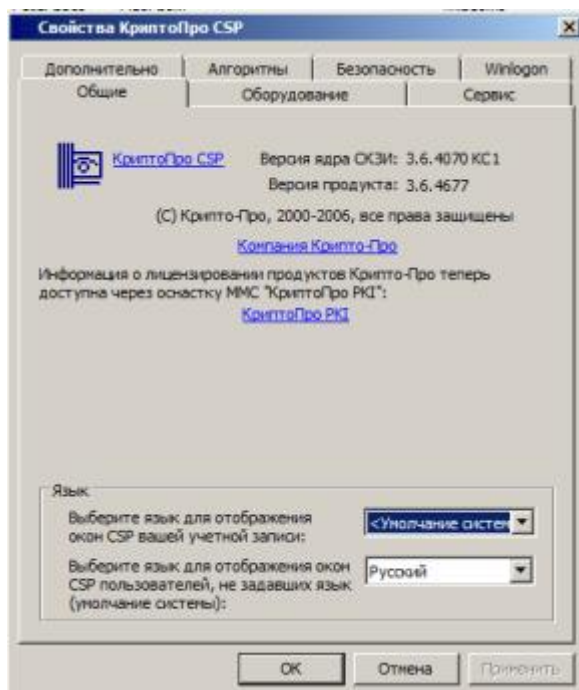 Свойства КриптоПро CSP
Дополнительно Алгоритмы Безопасность Winlogon
Общие Оборудование Сервис
КриптоПро CSP Версия ядра СКЗИ: 3.6.4070 КС1
Версия продукта: 3.6.4677
(С) Крипто-Про, 2000-2006, все права защищены
Компания Крипто-Про
Информация о лицензировании продуктов Крипто-Про теперь
доступна через оснастку ММС "КриптоПро PKI":
КриптоПро PKI
Язык
Выберите язык для отображения
окон CSP вашей учетной записи:
<Умолчание систем
Выберите язык для отображения окон
CSP пользователей, не задавших язык
(умолчание системы):
Русский
ОК Отмена Применить